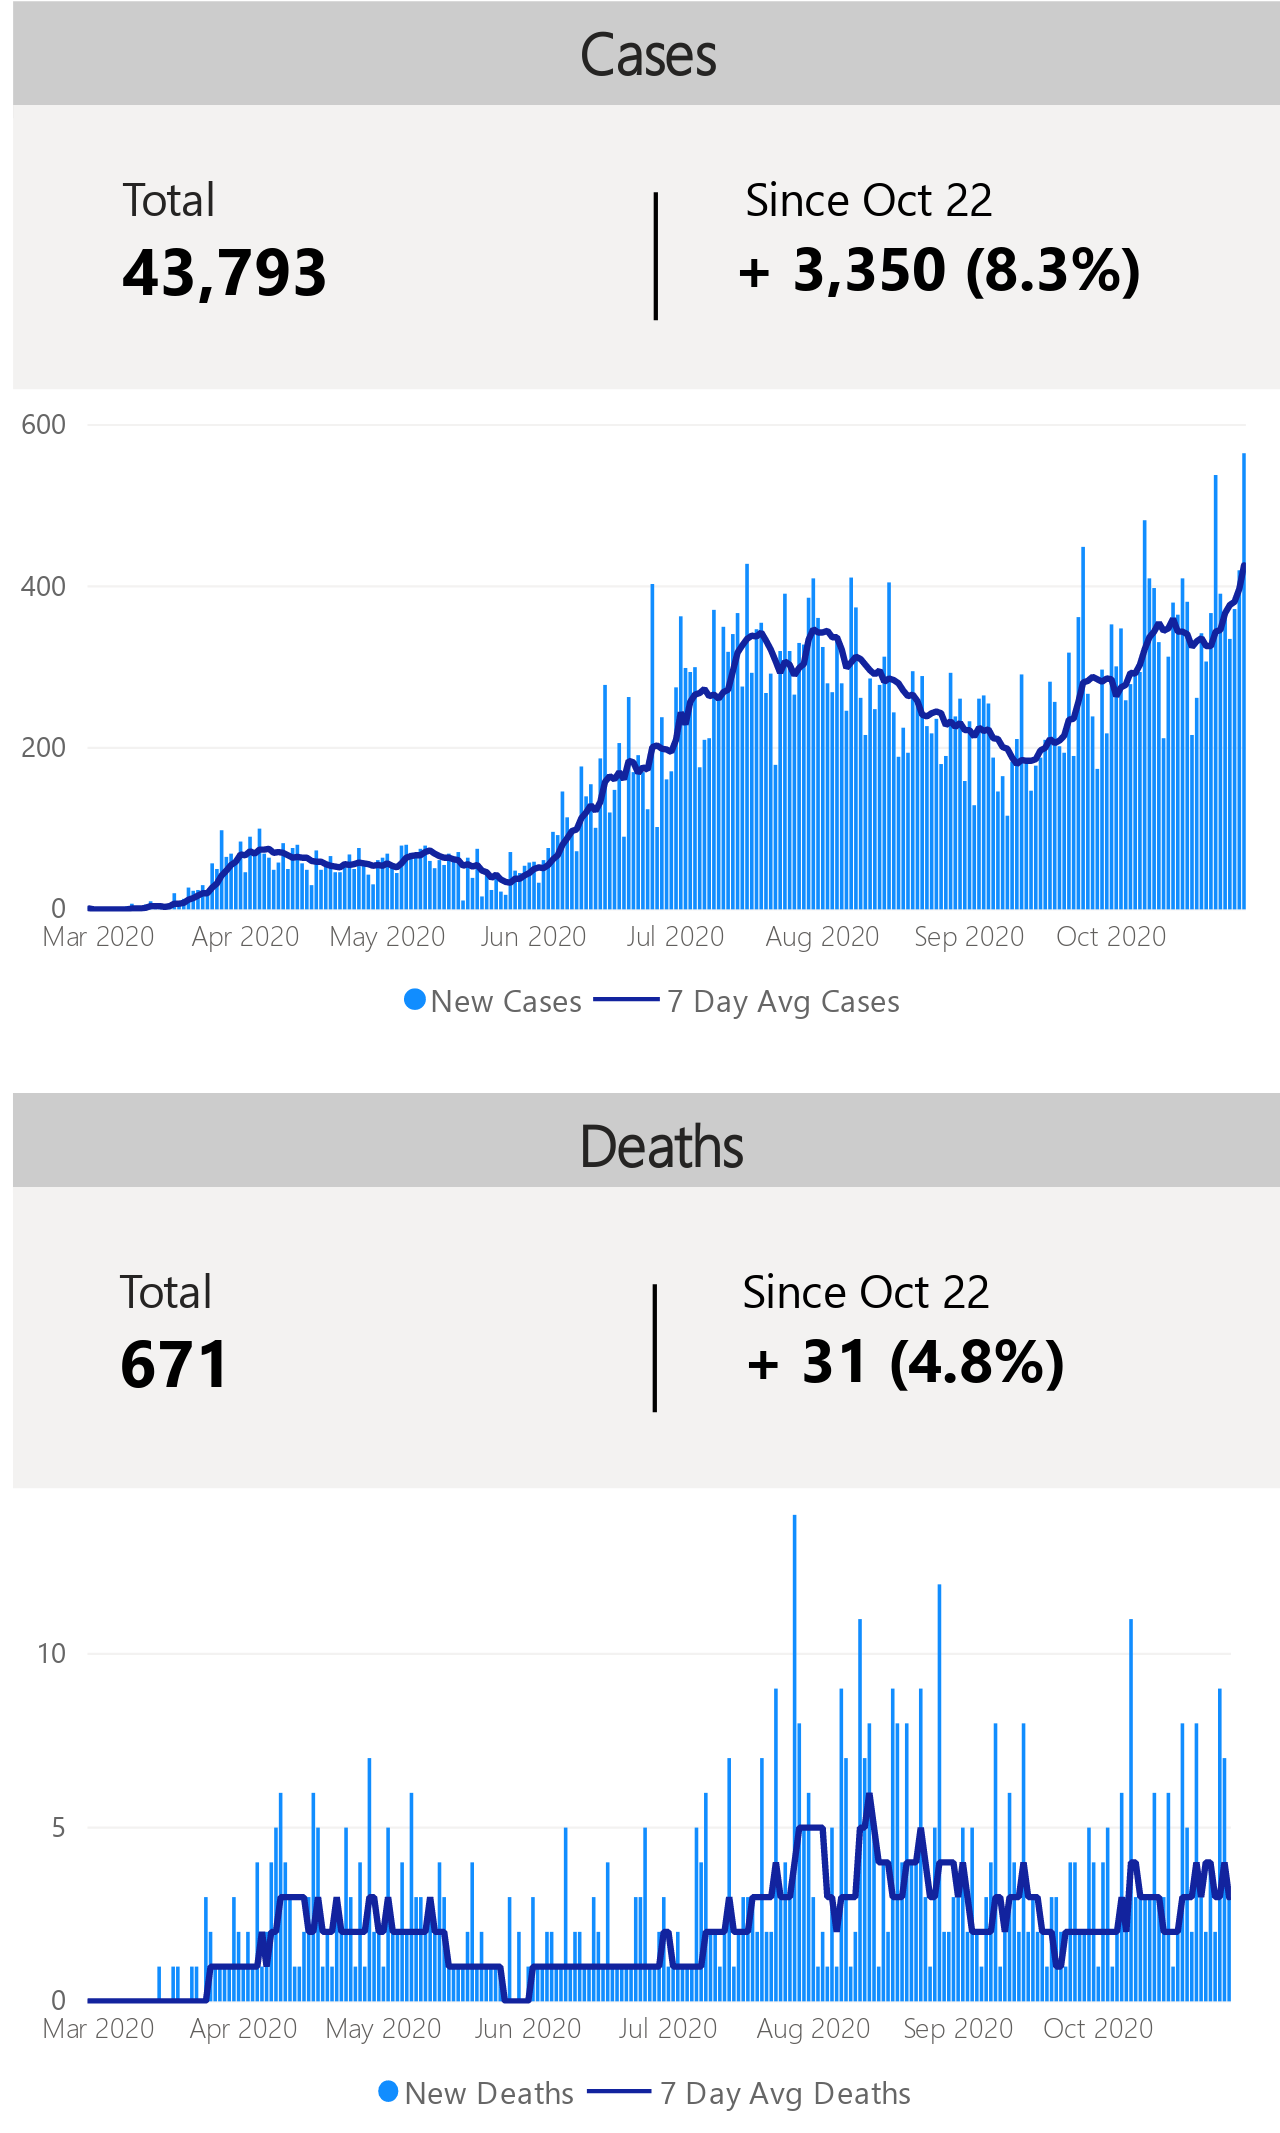 Cases
Total
Since Oct 22
43,793
+ 3,350 (8.3%)
600
400
200
0
Mar 2020 Apr 2020 May 2020 Jun 2020 Jul 2020 Aug 2020 Sep 2020 Oct 2020
New Cases 7 Day Avg Cases
Deaths
Total
Since Oct 22
671
+ 31 (4.8%)
10
5
0
Mar 2020 Apr 2020 May 2020 Jun 2020 Jul 2020 Aug 2020 Sep 2020 Oct 2020
New Deaths 7 Day Avg Deaths